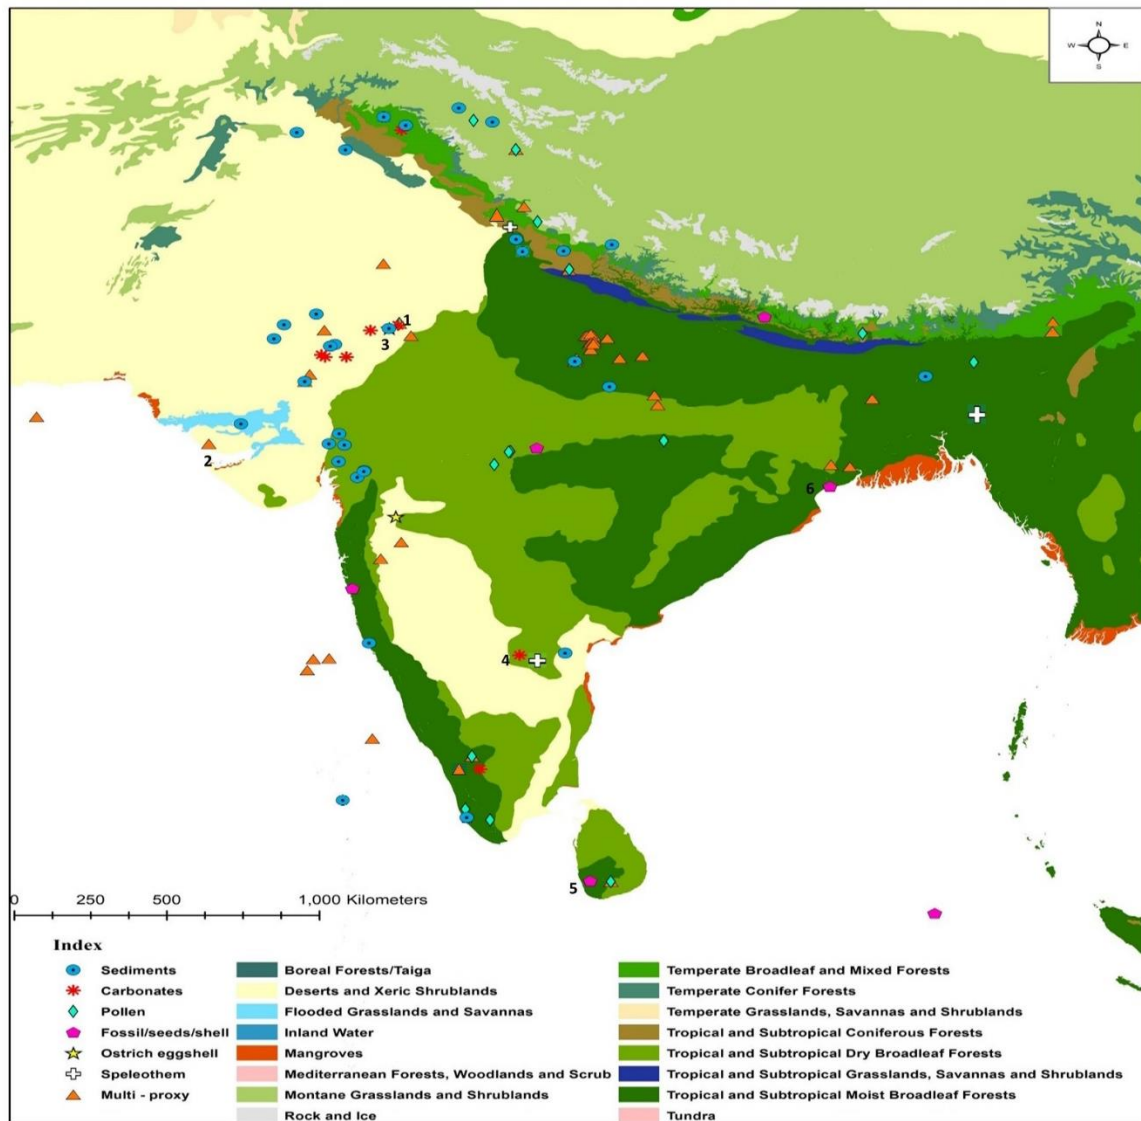 N
W E
S
1
3
2
6
4
5
0 250 500 1,000 Kilometers
Index
Sediments
Carbonates
Pollen
Fossil/seeds/shell
Ostrich eggshell
Speleothem
Multi - proxy
Boreal Forests/Taiga
Deserts and Xeric Shrublands
Flooded Grasslands and Savannas
Inland Water
Mangroves
Mediterranean Forests, Woodlands and Scrub
Montane Grasslands and Shrublands
Rock and Ice
Temperate Broadleaf and Mixed Forests
Temperate Conifer Forests
Temperate Grasslands, Savannas and Shrublands
Tropical and Subtropical Coniferous Forests
Tropical and Subtropical Dry Broadleaf Forests
Tropical and Subtropical Grasslands, Savannas and Shrublands
Tropical and Subtropical Moist Broadleaf Forests
Tundra